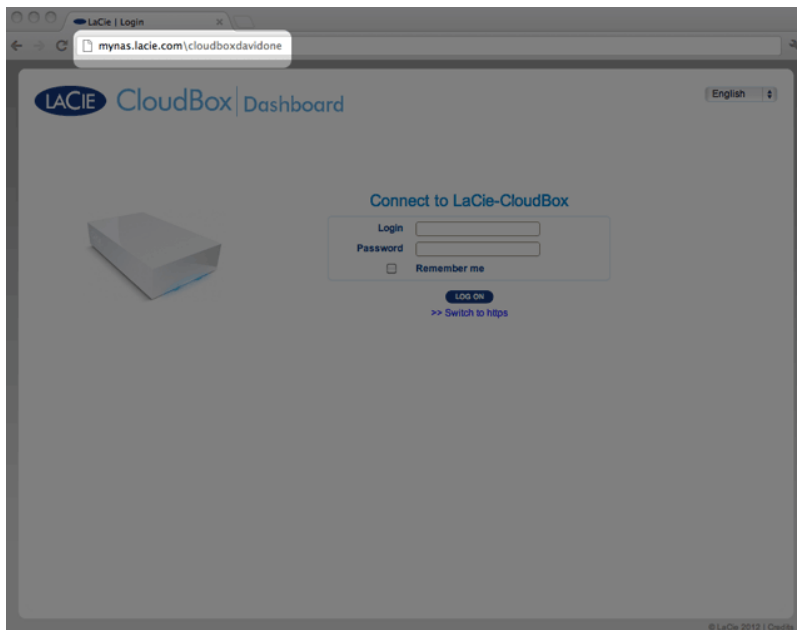 LaCie | Login
mynas.lacie.com\cloudboxdavidone
LACIE CloudBox Dashboard
English
Connect to LaCie-CloudBox
Login
Password
Remember me
LOG ON
>> Switch to https
© LaCie 2012 | Credits